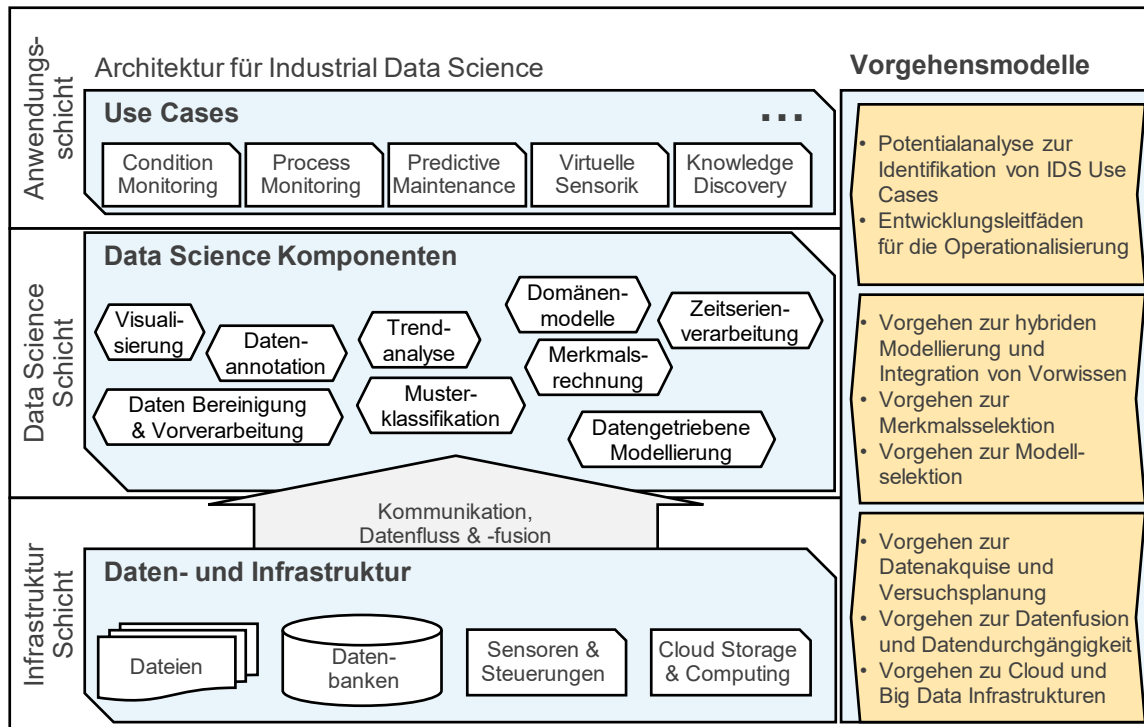 Anwendungs-
schicht
Architektur für Industrial Data Science
Use Cases
...
Condition
Monitoring
Process
Monitoring
Predictive
Maintenance
Virtuelle
Sensorik
Knowledge
Discovery
Data Science
Schicht
Data Science Komponenten
Visuali-
sierung
Daten-
annotation
Trend-
analyse
Domänen-
modelle
Zeitserien-
verarbeitung
Merkmals-
rechnung
Daten Bereinigung
& Vorverarbeitung
Muster-
klassifikation
Datengetriebene
Modellierung
Kommunikation,
Datenfluss & -fusion
Infrastruktur
Schicht
Daten- und Infrastruktur
Dateien
Daten-
banken
Sensoren &
Steuerungen
Cloud Storage
& Computing
Vorgehensmodelle
• Potentialanalyse zur
Identifikation von IDS Use
Cases
• Entwicklungsleitfäden
für die Operationalisierung
• Vorgehen zur hybriden
Modellierung und
Integration von Vorwissen
• Vorgehen zur
Merkmalsselektion
• Vorgehen zur Modell-
selektion
• Vorgehen zur
Datenakquise und
Versuchsplanung
• Vorgehen zur Datenfusion
und Datendurchgängigkeit
• Vorgehen zu Cloud und
Big Data Infrastrukturen